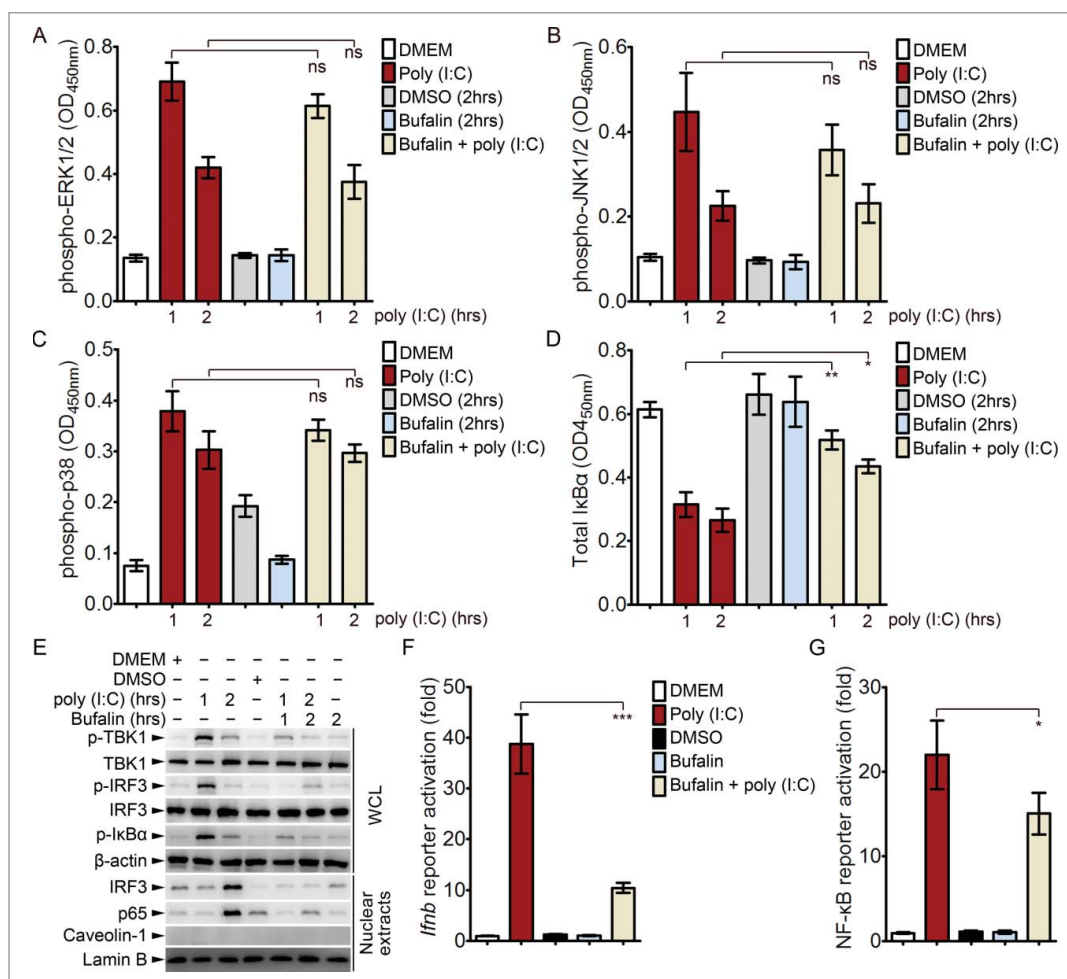 A
phospho-ERK1/2 (OD450nm)
0.8
0.6
0.4
0.2
0.0
ns
ns
DMEM
Poly (I:C)
DMSO (2hrs)
Bufalin (2hrs)
Bufalin + poly (I:C)
1 2 1 2 poly (I:C) (hrs)
B
phospho-JNK1/2 (OD450nm)
0.6
0.4
0.2
0.0
ns
ns
DMEM
Poly (I:C)
DMSO (2hrs)
Bufalin (2hrs)
Bufalin + poly (I:C)
1 2 1 2 poly (I:C) (hrs)
C
phospho-p38 (OD450nm)
0.5
0.4
0.3
0.2
0.1
0.0
ns
ns
DMEM
Poly (I:C)
DMSO (2hrs)
Bufalin (2hrs)
Bufalin + poly (I:C)
1 2 1 2 poly (I:C) (hrs)
D
Total IκBα (OD450nm)
0.8
0.6
0.4
0.2
0.0
**
*
DMEM
Poly (I:C)
DMSO (2hrs)
Bufalin (2hrs)
Bufalin + poly (I:C)
1 2 1 2 poly (I:C) (hrs)
E
DMEM + – – – – – –
DMSO – – – + – – –
poly (I:C) (hrs) – 1 2 – 1 2 –
Bufalin (hrs) – – – – 1 2 2
p-TBK1
TBK1
p-IRF3
IRF3
p-IκBα
β-actin
WCL
IRF3
p65
Caveolin-1
Lamin B
Nuclear
extracts
F
Ifnb reporter activation (fold)
50
40
30
20
10
0
***
DMEM
Poly (I:C)
DMSO
Bufalin
Bufalin + poly (I:C)
G
NF-κB reporter activation (fold)
30
20
10
0
*